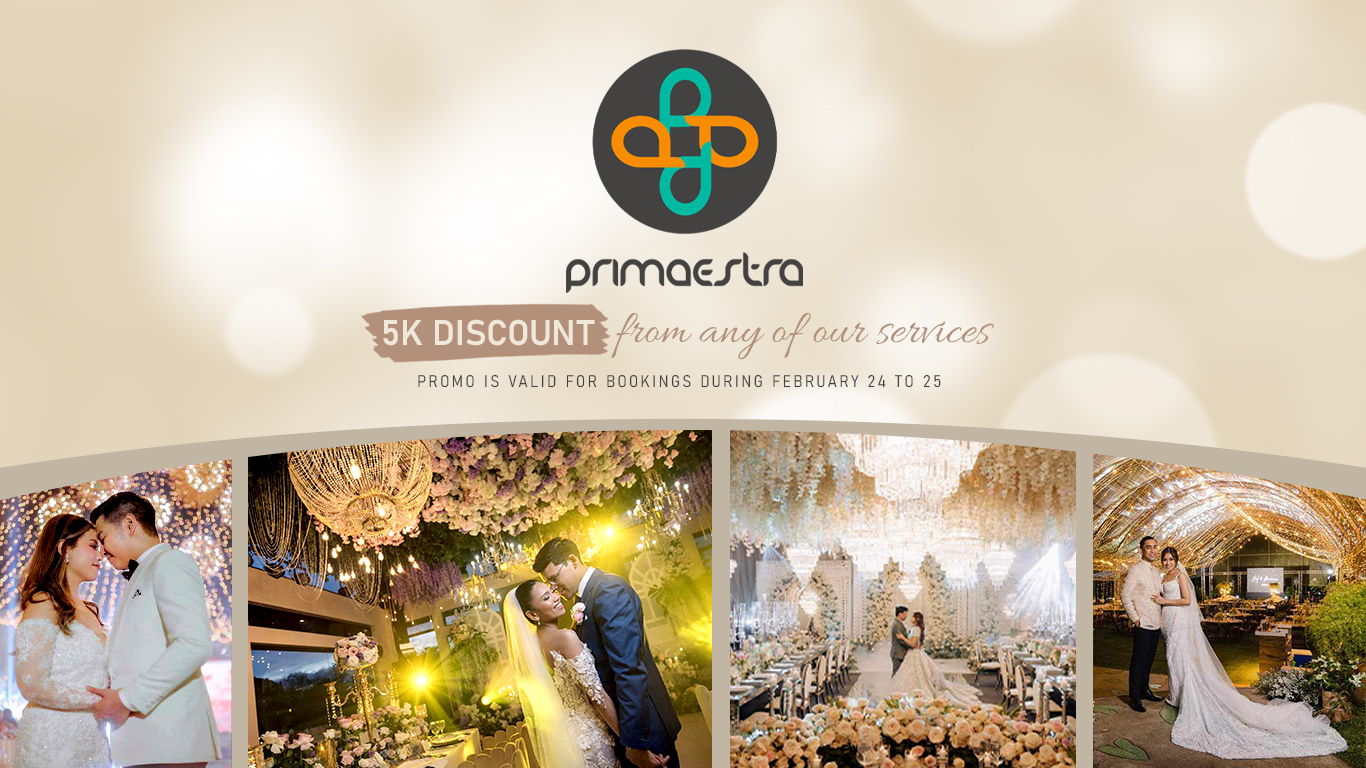 primaestra
5K DISCOUNT from any of our services
PROMO IS VALID FOR BOOKINGS DURING FEBRUARY 24 TO 25